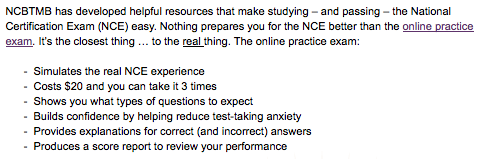 NCBTMB has developed helpful resources that make studying – and passing – the National
Certification Exam (NCE) easy. Nothing prepares you for the NCE better than the online practice
exam. It's the closest thing … to the real thing. The online practice exam:
- Simulates the real NCE experience
- Costs $20 and you can take it 3 times
- Shows you what types of questions to expect
- Builds confidence by helping reduce test-taking anxiety
- Provides explanations for correct (and incorrect) answers
- Produces a score report to review your performance